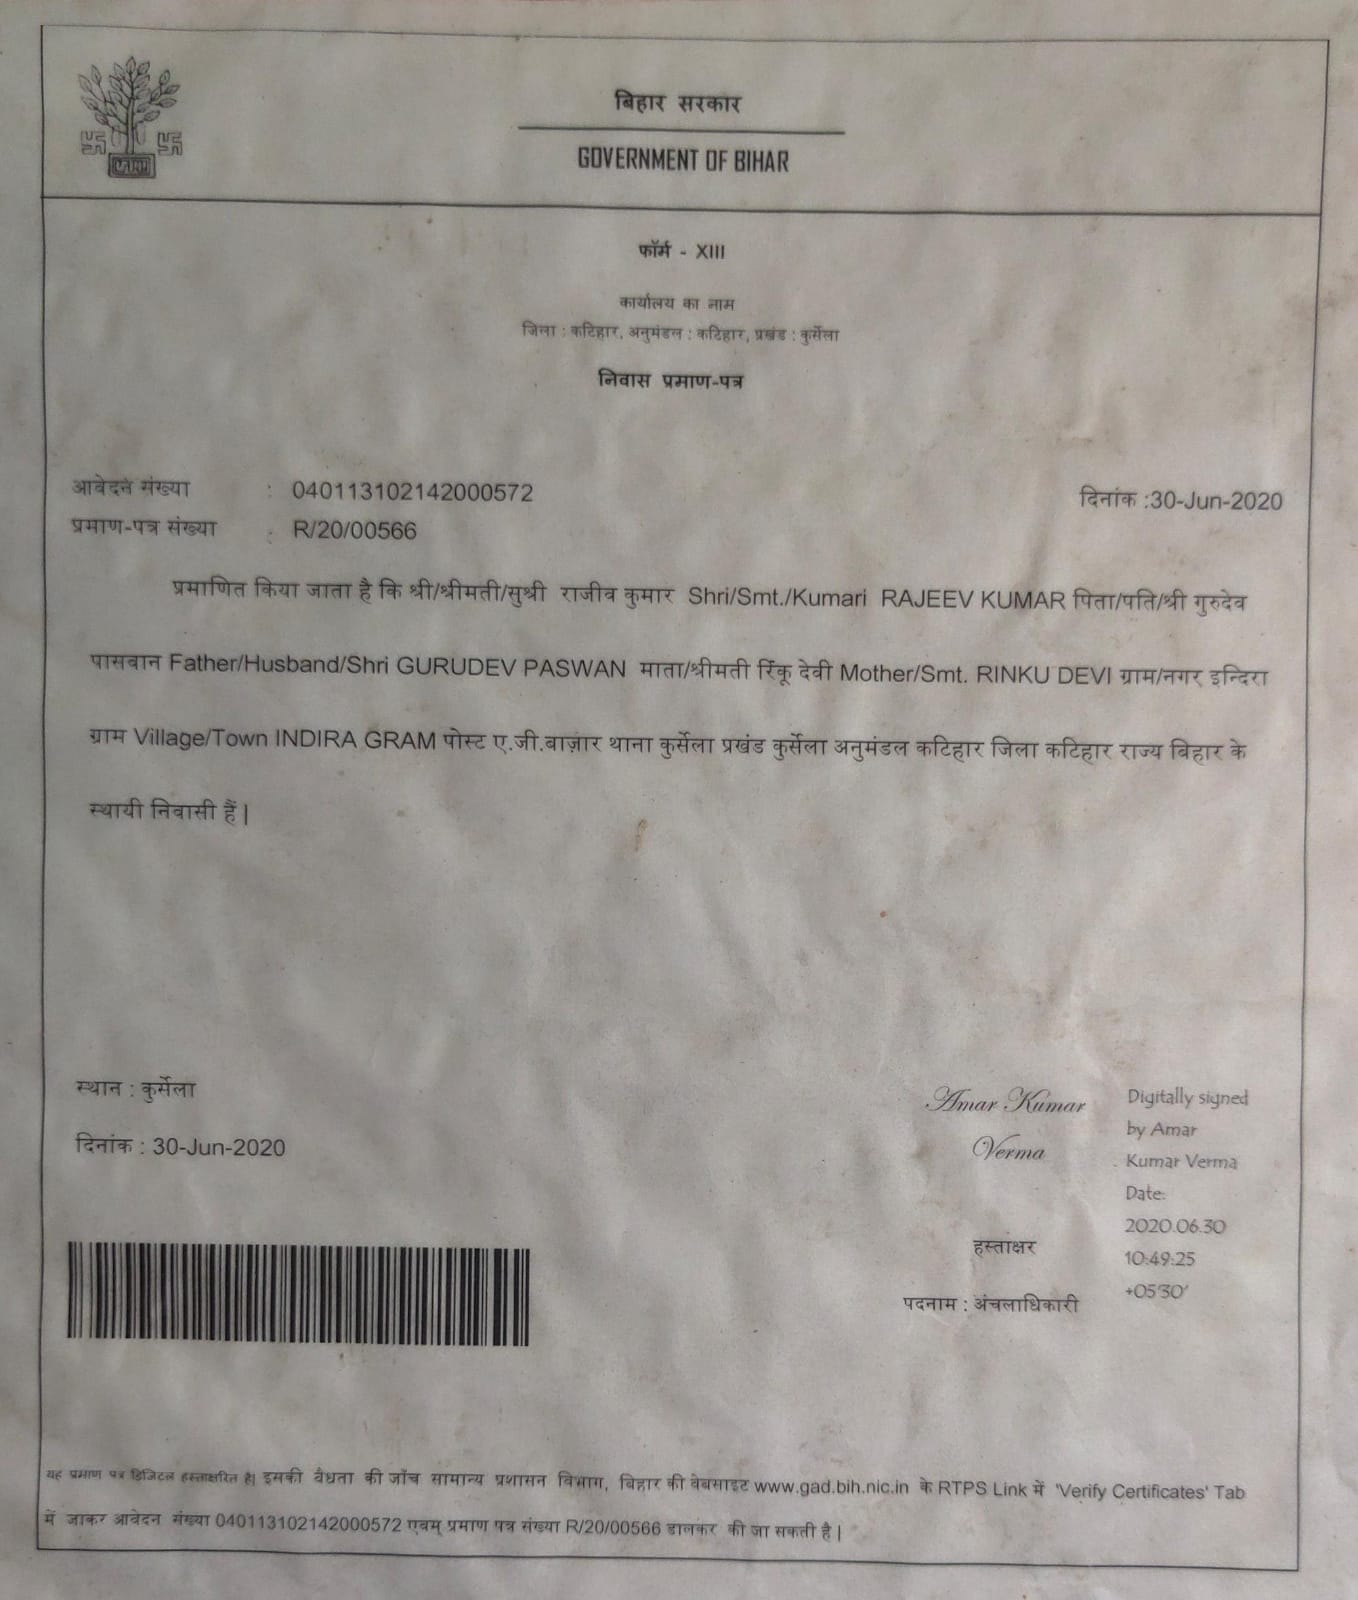 बिहार सरकार
GOVERNMENT OF BIHAR
फॉर्म - XIII
कार्यालय का नाम
जिला : कटिहार, अनुमंडल : कटिहार, प्रखंड : कुर्सेला
निवास प्रमाण-पत्र
आवेदन संख्या : 040113102142000572 दिनांक :30-Jun-2020
प्रमाण-पत्र संख्या : R/20/00566
प्रमाणित किया जाता है कि श्री/श्रीमती/सुश्री राजीव कुमार Shri/Smt./Kumari RAJEEV KUMAR पिता/पति/श्री गुरुदेव
पासवान Father/Husband/Shri GURUDEV PASWAN माता/श्रीमती रिंकू देवी Mother/Smt. RINKU DEVI ग्राम/नगर इन्दिरा
ग्राम Village/Town INDIRA GRAM पोस्ट ए.जी.बाज़ार थाना कुर्सेला प्रखंड कुर्सेला अनुमंडल कटिहार जिला कटिहार राज्य बिहार के
स्थायी निवासी हैं|
स्थान : कुर्सेला
दिनांक : 30-Jun-2020
Amar Kumar
Verma
Digitally signed
by Amar
Kumar Verma
Date:
2020.06.30
10:49:25
+05'30'
हस्ताक्षर
पदनाम : अंचलाधिकारी
यह प्रमाण पत्र डिजिटल हस्ताक्षरित है| इसकी वैधता की जाँच सामान्य प्रशासन विभाग, बिहार की वेबसाइट www.gad.bih.nic.in के RTPS Link में 'Verify Certificates' Tab
में जाकर आवेदन संख्या 040113102142000572 एवम् प्रमाण पत्र संख्या R/20/00566 डालकर की जा सकती है|